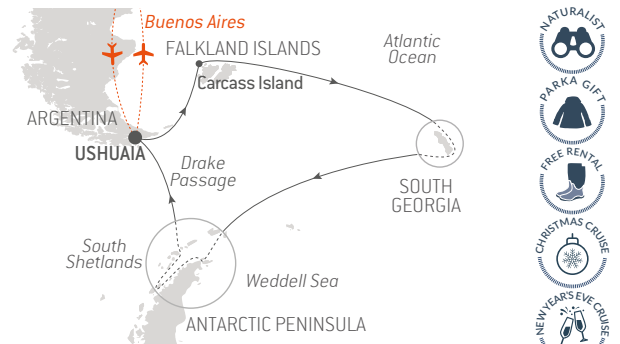 Buenos Aires
FALKLAND ISLANDS
Atlantic
Ocean
Carcass Island
ARGENTINA
USHUAIA
Drake
Passage
SOUTH
GEORGIA
South
Shetlands
Weddell Sea
ANTARCTIC PENINSULA
NATURALIST
PARKA GIFT
FREE RENTAL
CHRISTMAS CRUISE
NEW YEAR'S EVE CRUISE